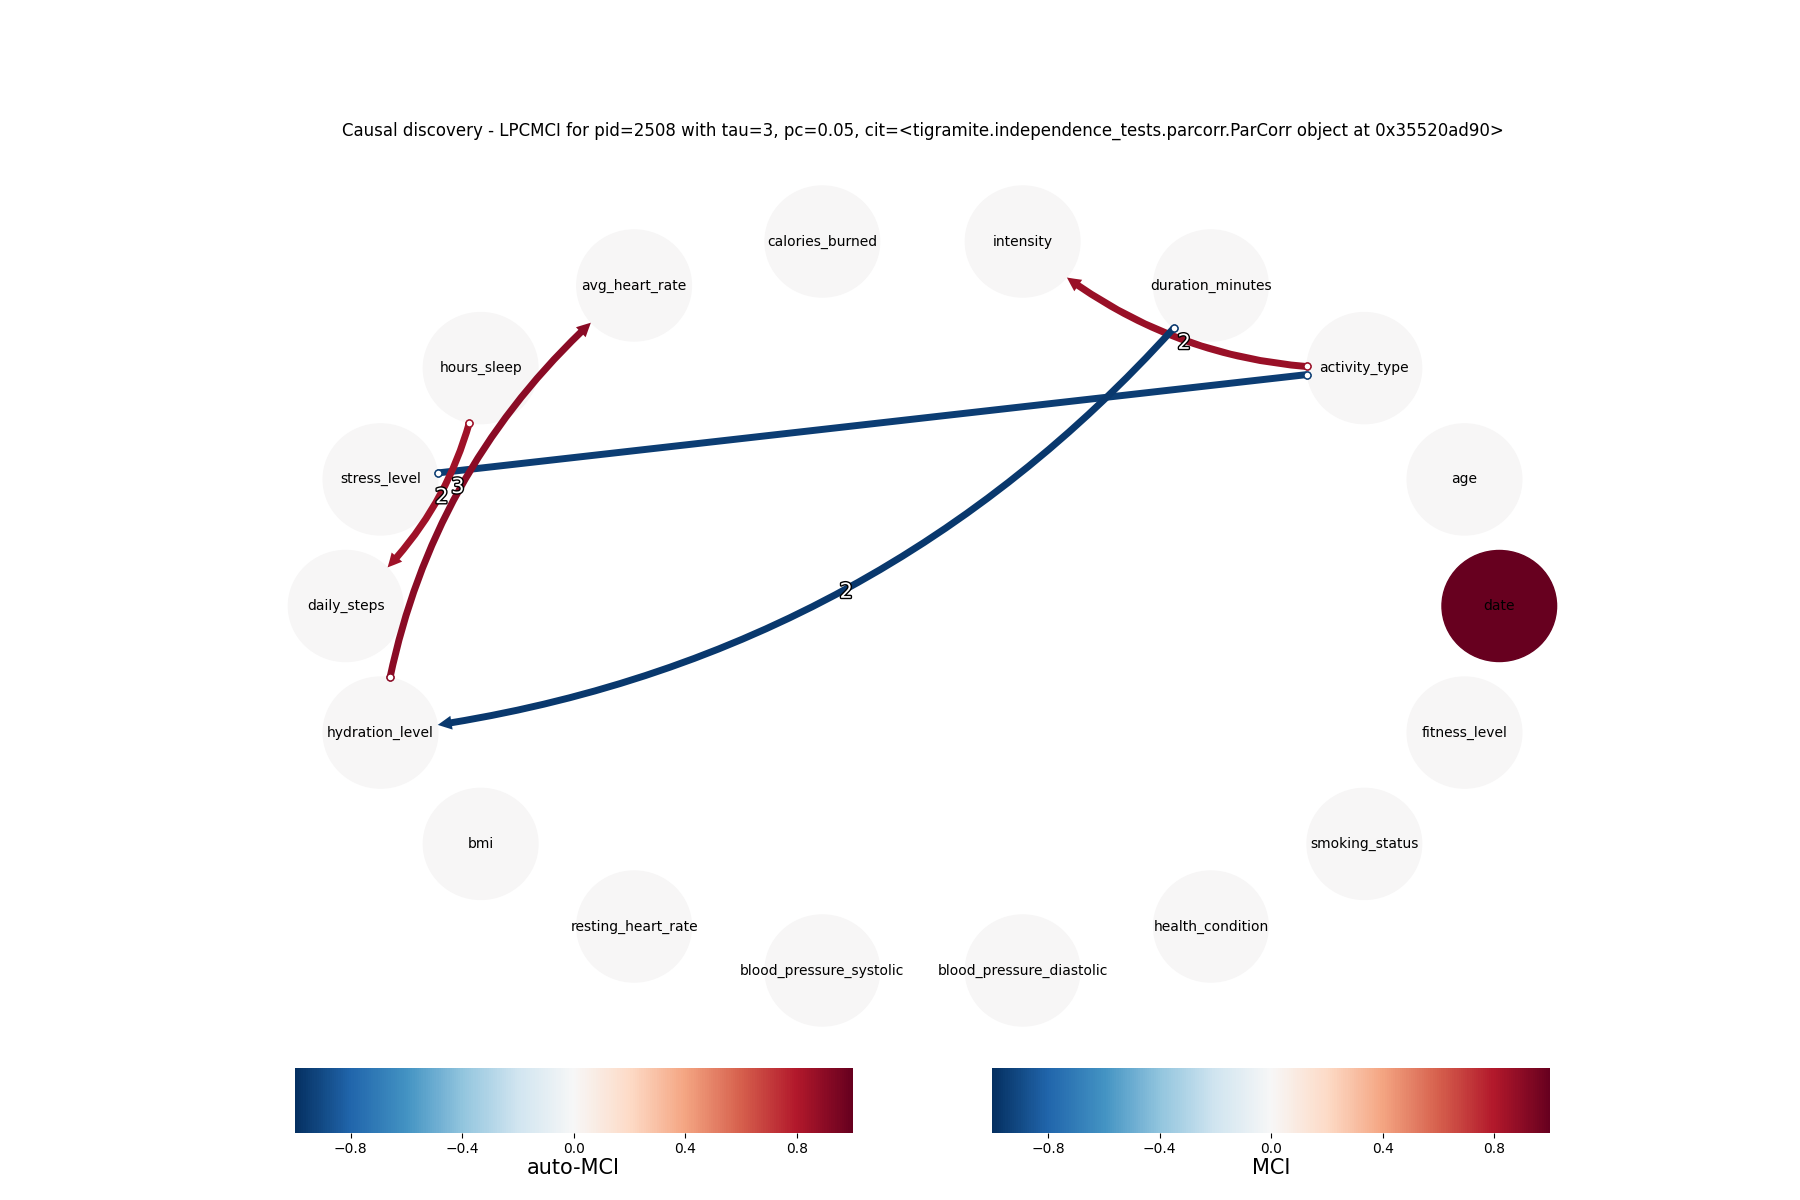 Causal discovery - LPCMCI for pid=2508 with tau=3, pc=0.05, cit=<tigramite.independence_tests.parcorr.ParCorr object at 0x35520ad90>
calories_burned
intensity
avg_heart_rate
duration_minutes
2
hours_sleep
activity_type
stress_level
age
2
3
daily_steps
2
date
hydration_level
fitness_level
bmi
smoking_status
resting_heart_rate
health_condition
blood_pressure_systolic
blood_pressure_diastolic
−0.8 −0.4 0.0 0.4 0.8
auto-MCI
−0.8 −0.4 0.0 0.4 0.8
MCI